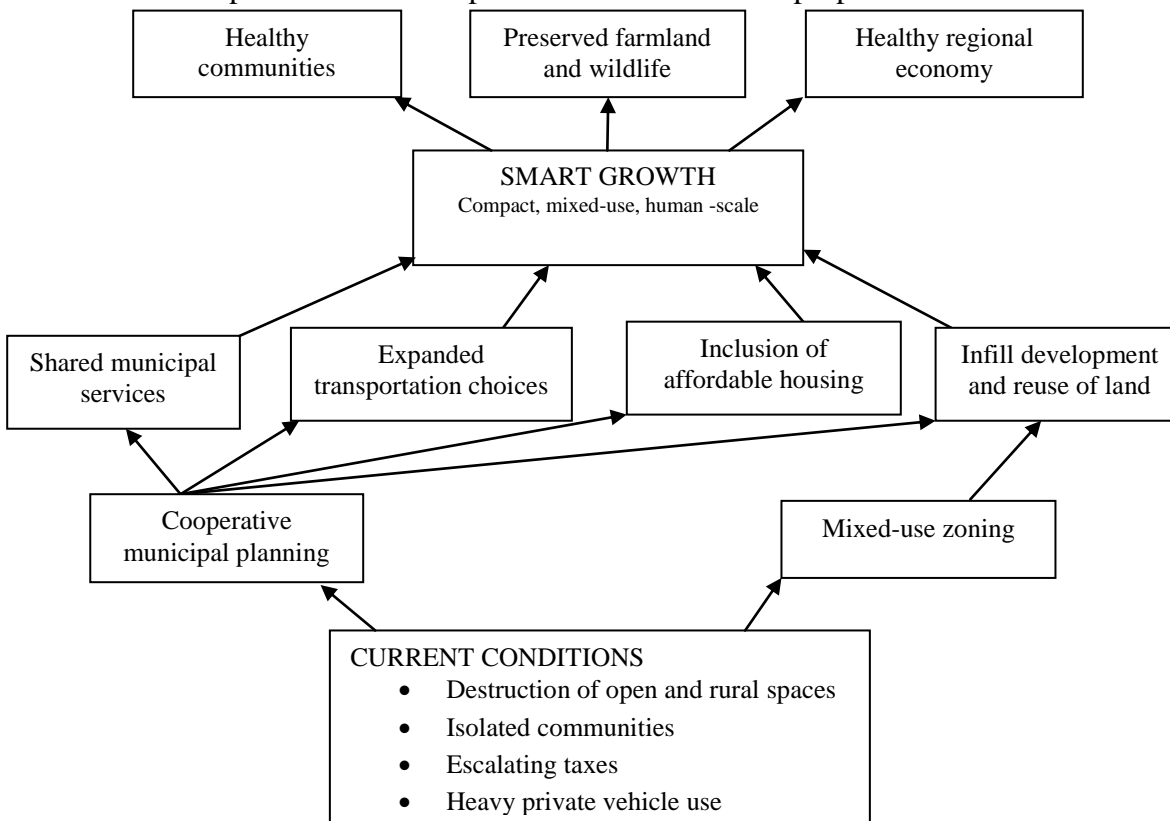 Healthy
communities
Preserved farmland
and wildlife
Healthy regional
economy
SMART GROWTH
Compact, mixed-use, human -scale
Shared municipal
services
Expanded
transportation choices
Inclusion of
affordable housing
Infill development
and reuse of land
Cooperative
municipal planning
Mixed-use zoning
CURRENT CONDITIONS
• Destruction of open and rural spaces
• Isolated communities
• Escalating taxes
• Heavy private vehicle use